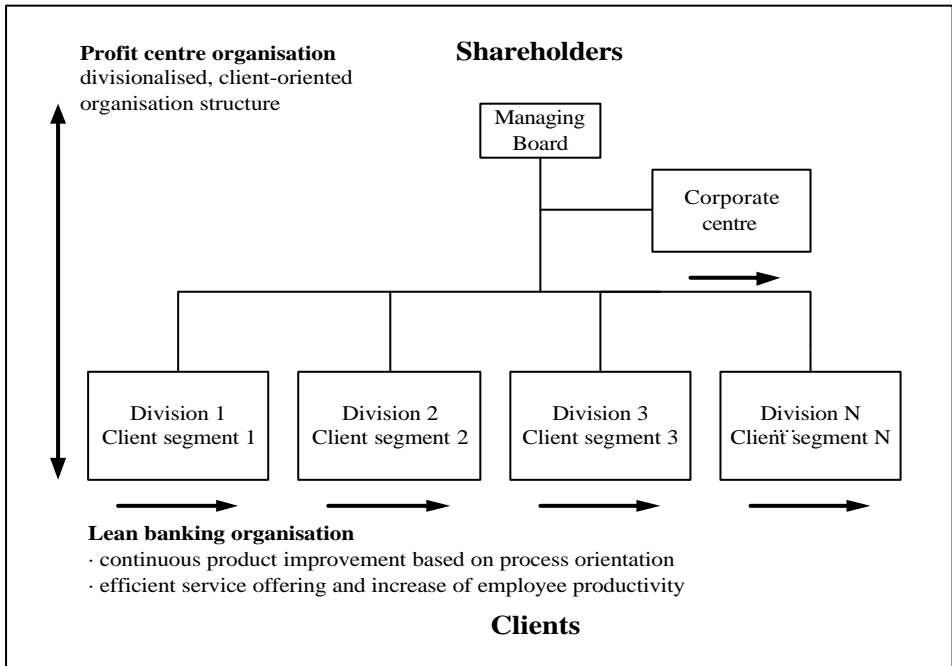 Profit centre organisation
divisionalised, client-oriented
organisation structure
Shareholders
Managing
Board
Corporate
centre
Division 1
Client segment 1
Division 2
Client segment 2
Division 3
Client segment 3
Division N
Client segment N
Lean banking organisation
· continuous product improvement based on process orientation
· efficient service offering and increase of employee productivity
Clients